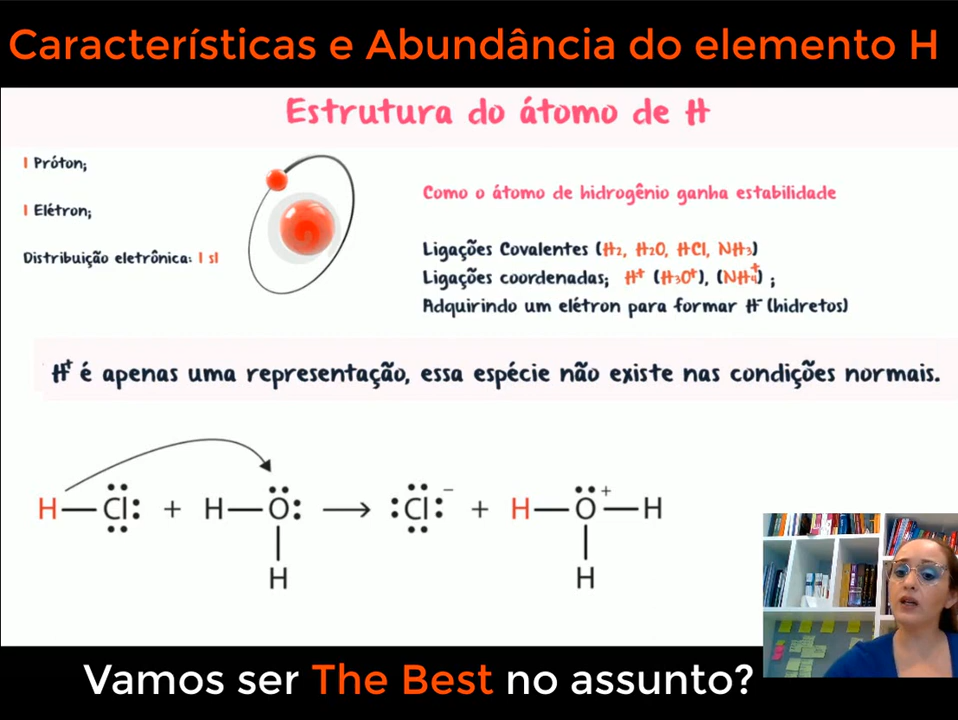 Características e Abundância do elemento H
Estrutura do átomo de H
1 Próton;
1 Elétron;
Distribuição eletrônica: 1 s1
Como o átomo de hidrogênio ganha estabilidade
Ligações Covalentes (H₂, H₂O, HCl, NH₃)
Ligações coordenadas; H⁺ (H₃O⁺), (NH₄⁺) ;
Adquirindo um elétron para formar H⁻ (hidretos)
H⁺ é apenas uma representação, essa espécie não existe nas condições normais.
H—Cl: + H—O: → :Cl:⁻ + H—O⁺—H
H H
Vamos ser The Best no assunto?